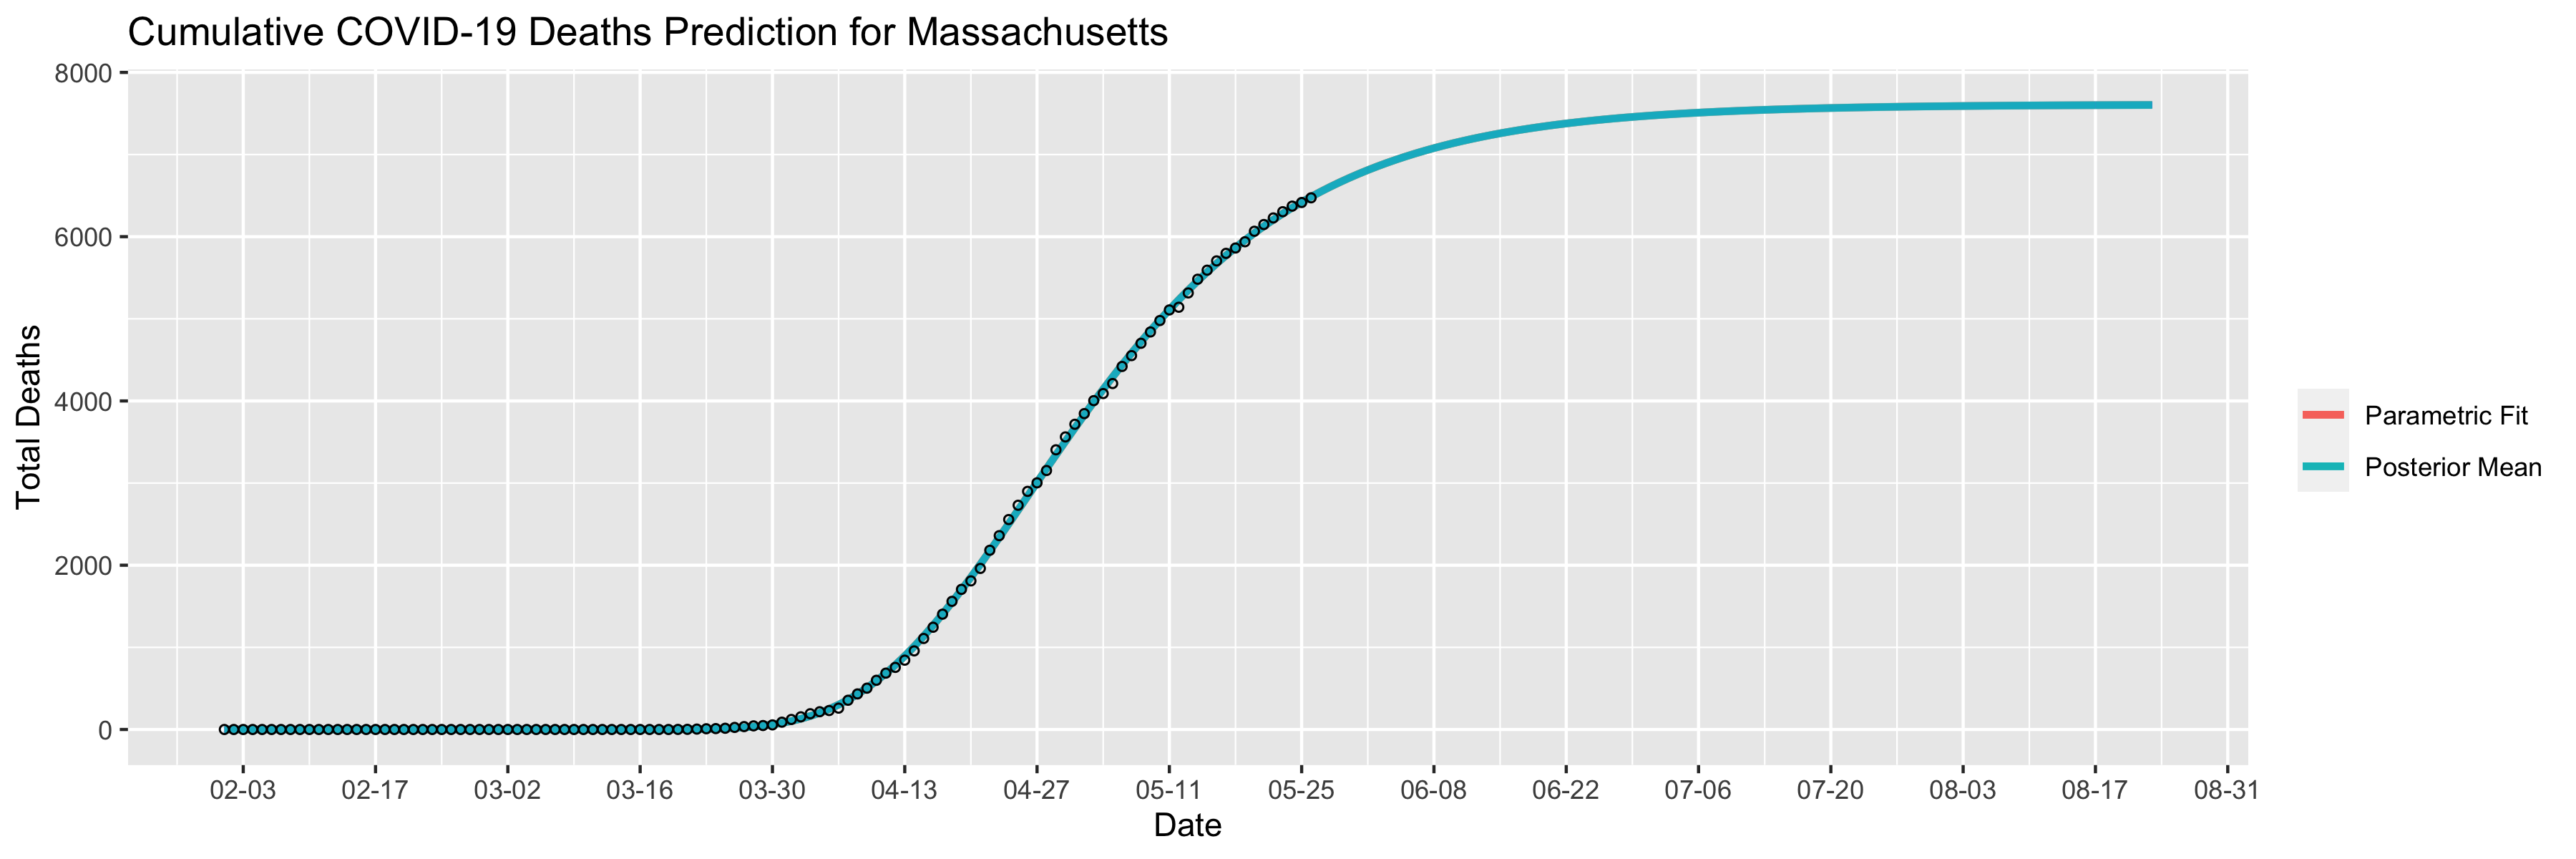 Cumulative COVID-19 Deaths Prediction for Massachusetts
8000
6000
4000
2000
0
Total Deaths
02-03 02-17 03-02 03-16 03-30 04-13 04-27 05-11 05-25 06-08 06-22 07-06 07-20 08-03 08-17 08-31
Date
Parametric Fit
Posterior Mean